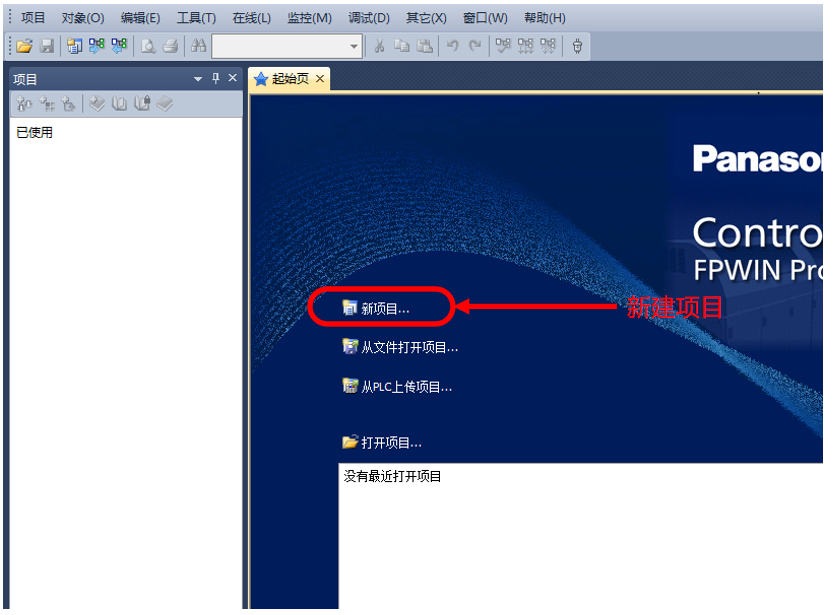 项目 对象(O) 编辑(E) 工具(T) 在线(L) 监控(M) 调试(D) 其它(X) 窗口(W) 帮助(H)
项目
起始页
已使用
Panaso
Contro
FPWIN Pr
新项目...
新建项目
从文件打开项目...
从PLC上传项目...
打开项目...
没有最近打开项目